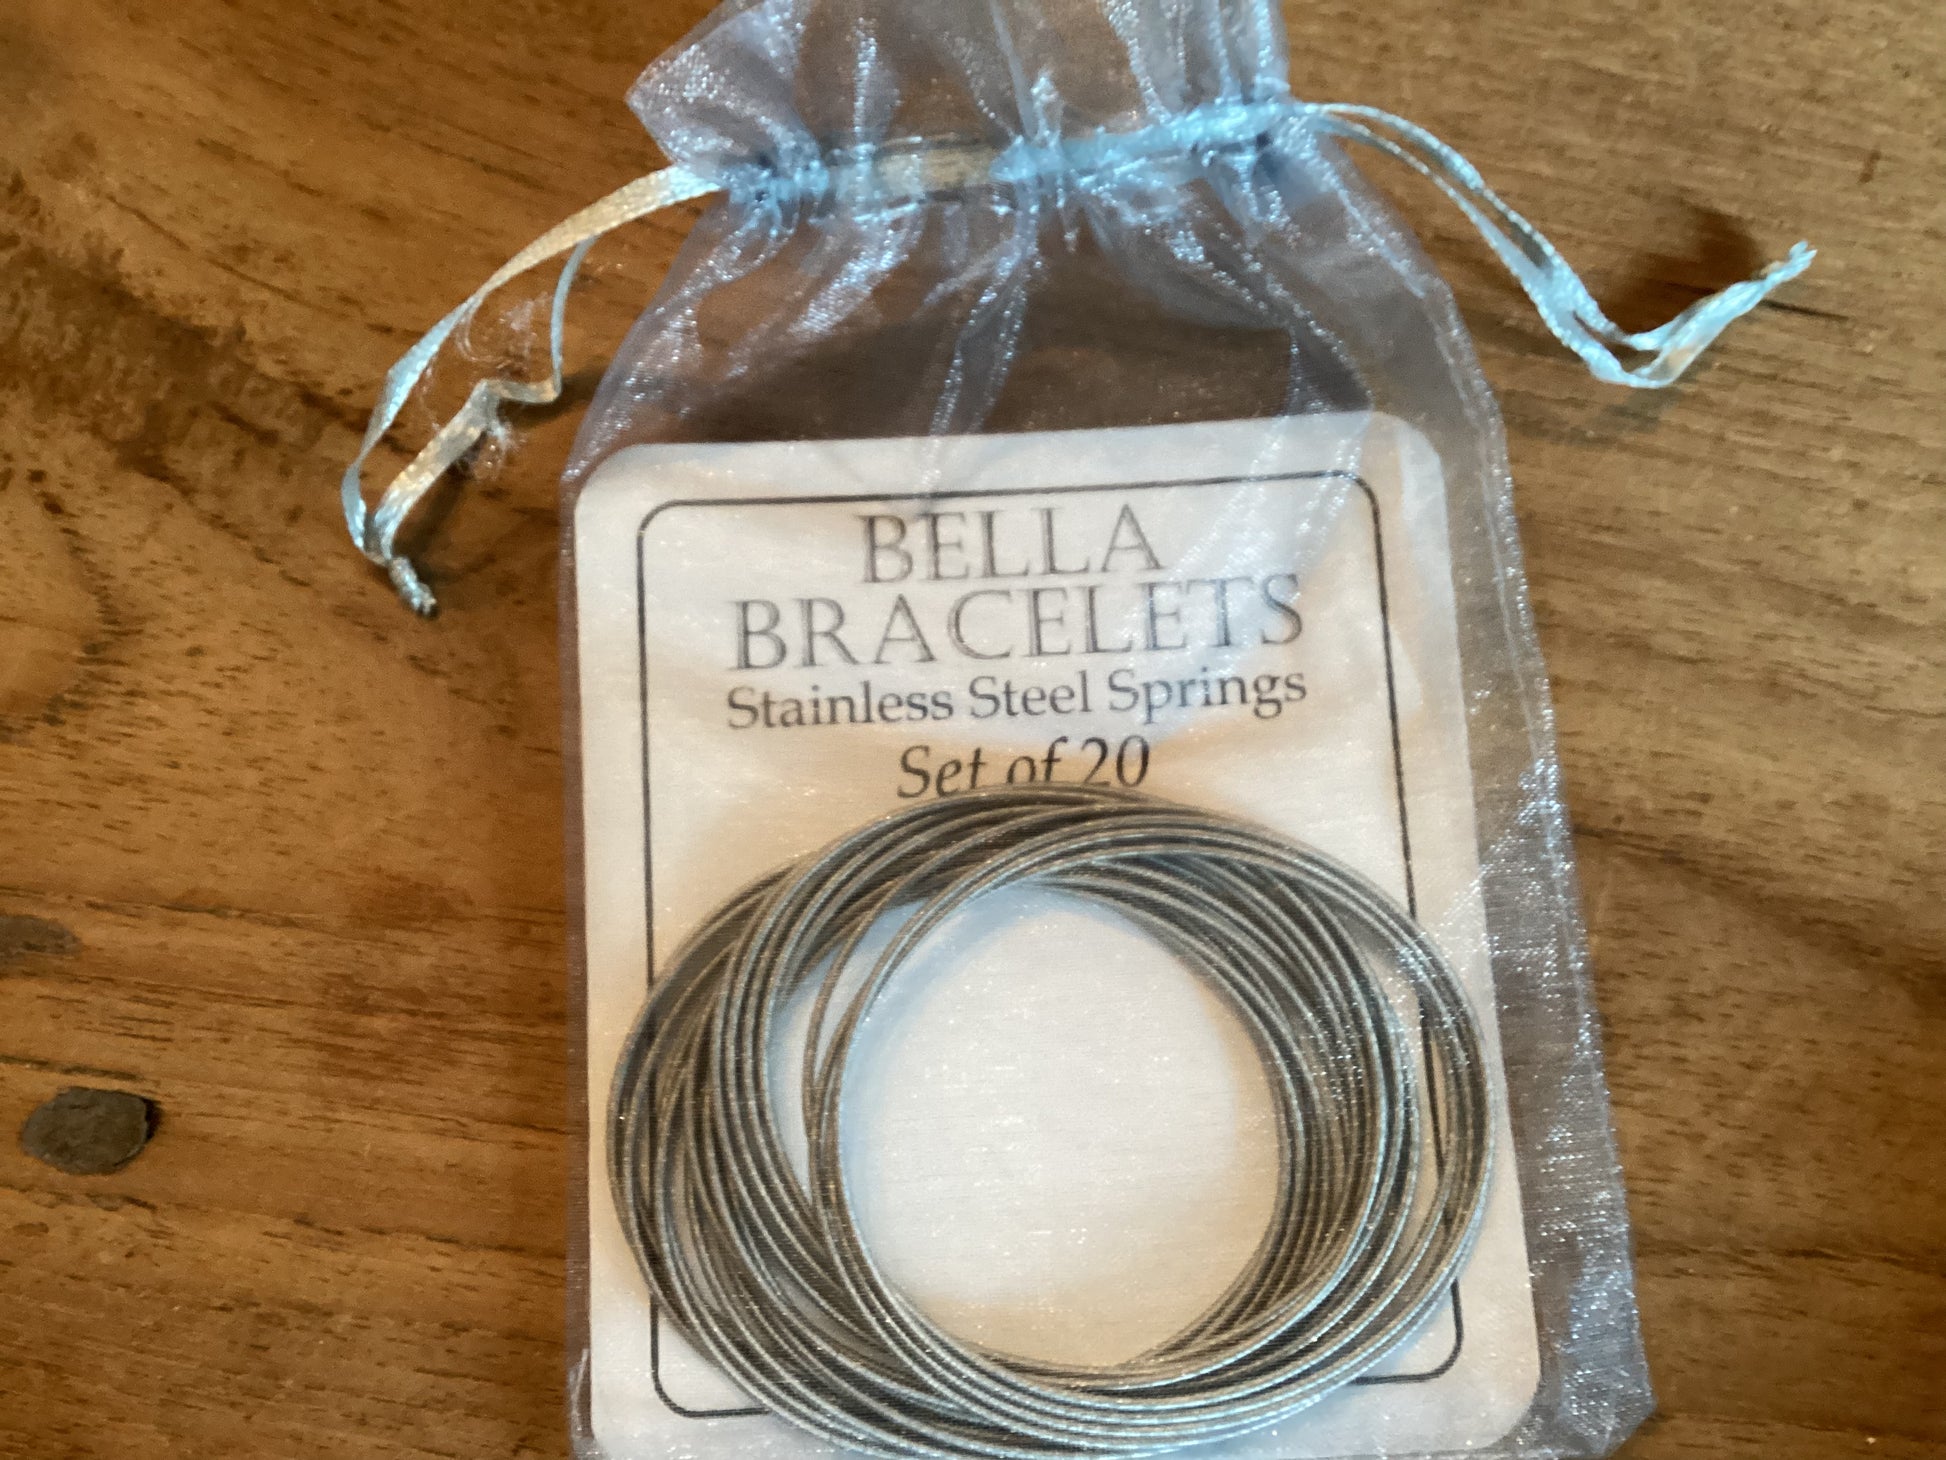 BELLA
BRACELETS
Stainless Steel Springs
Set of 20